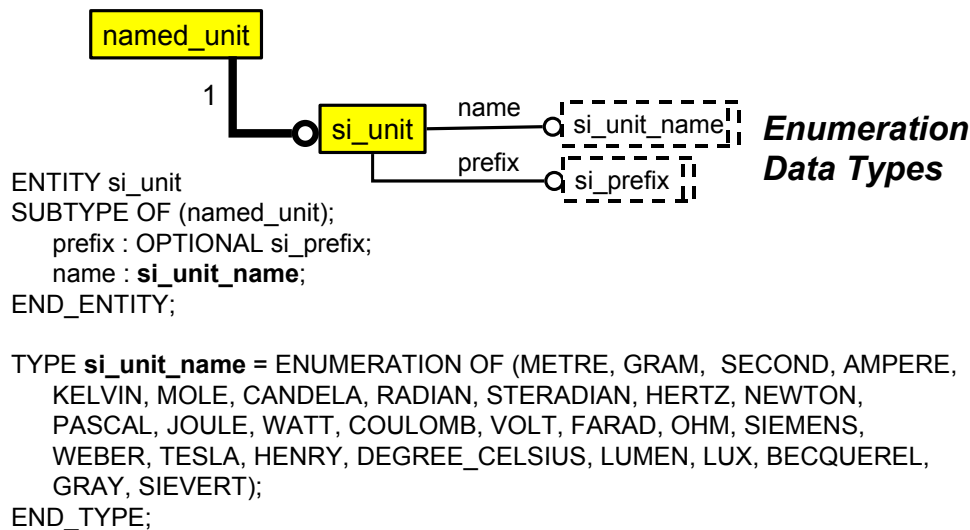 named_unit
1
si_unit
name
si_unit_name
prefix
si_prefix
Enumeration
Data Types
ENTITY si_unit
SUBTYPE OF (named_unit);
prefix : OPTIONAL si_prefix;
name : si_unit_name;
END_ENTITY;
TYPE si_unit_name = ENUMERATION OF (METRE, GRAM, SECOND, AMPERE,
KELVIN, MOLE, CANDELA, RADIAN, STERADIAN, HERTZ, NEWTON,
PASCAL, JOULE, WATT, COULOMB, VOLT, FARAD, OHM, SIEMENS,
WEBER, TESLA, HENRY, DEGREE_CELSIUS, LUMEN, LUX, BECQUEREL,
GRAY, SIEVERT);
END_TYPE;